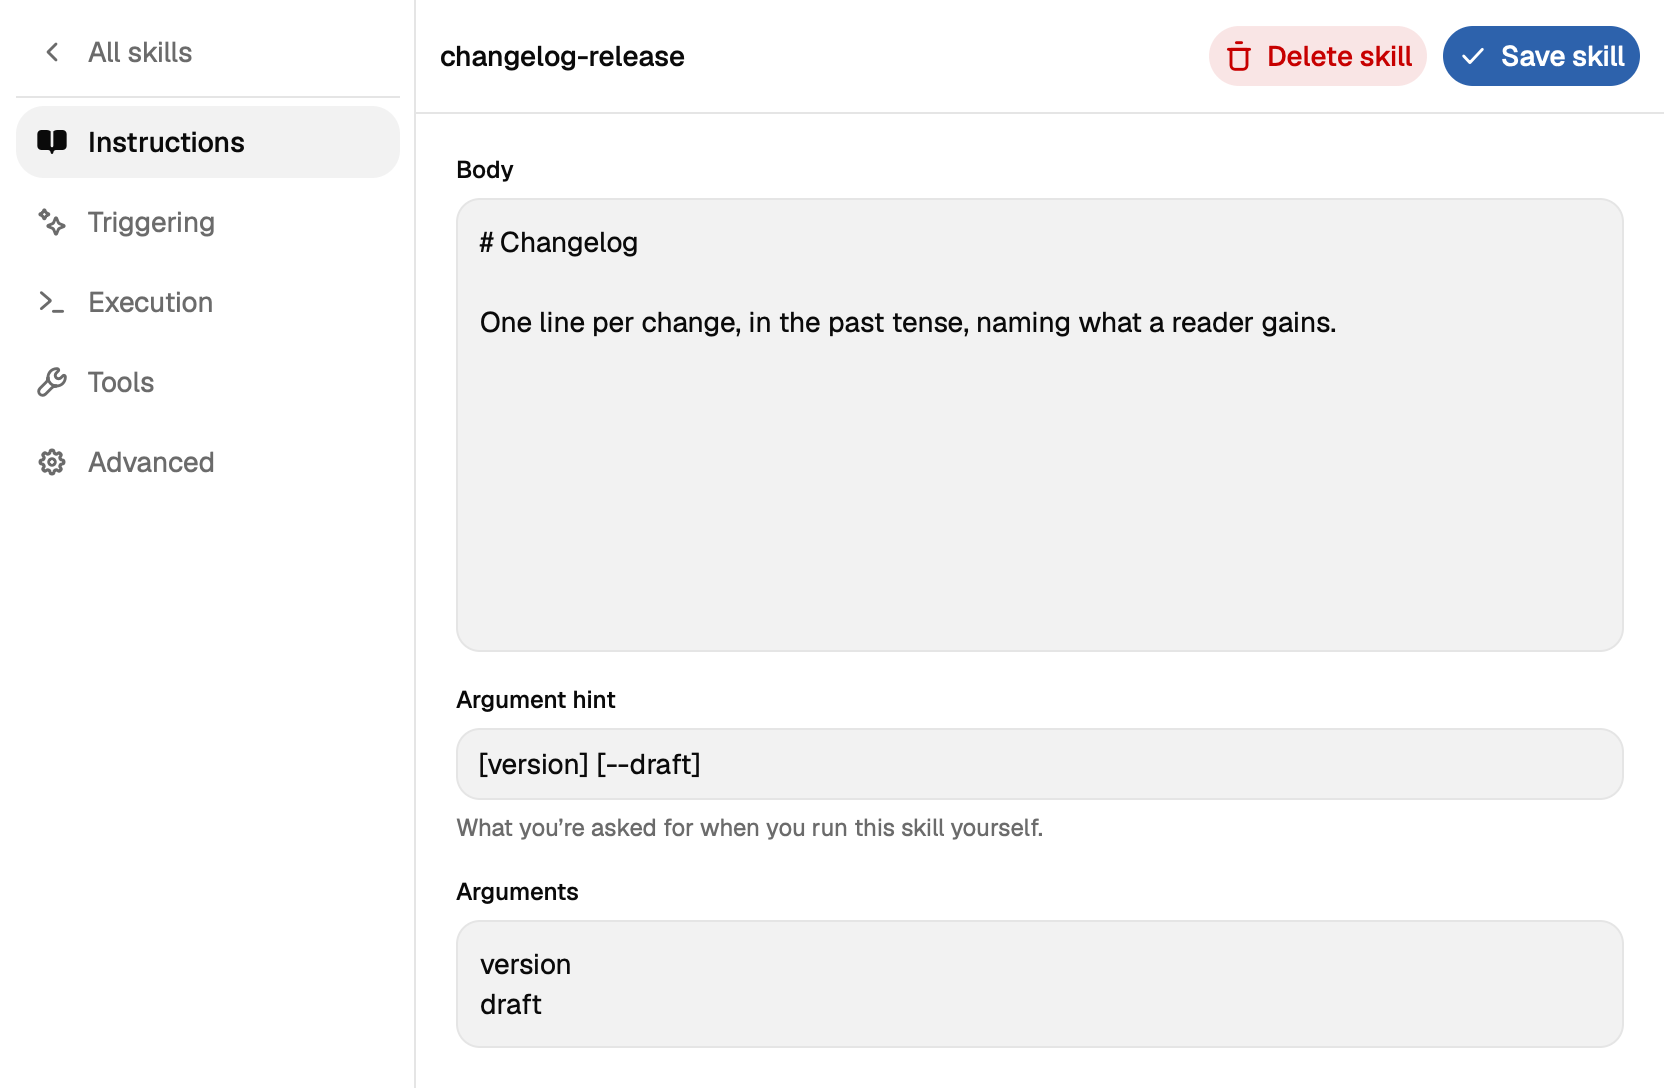 All skills
Instructions
Triggering
Execution
Tools
Advanced
changelog-release
Delete skill
Save skill
Body
# Changelog
One line per change, in the past tense, naming what a reader gains.
Argument hint
[version] [--draft]
What you’re asked for when you run this skill yourself.
Arguments
version
draft